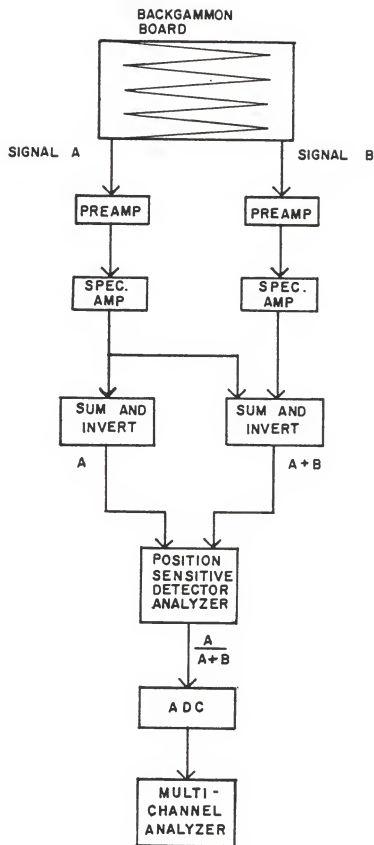 BACKGAMMON
BOARD
SIGNAL A
SIGNAL B
PREAMP
PREAMP
SPEC.
AMP
SPEC.
AMP
SUM AND
INVERT
SUM AND
INVERT
A
A+B
POSITION
SENSITIVE
DETECTOR
ANALYZER
A
A+B
ADC
MULTI-
CHANNEL
ANALYZER